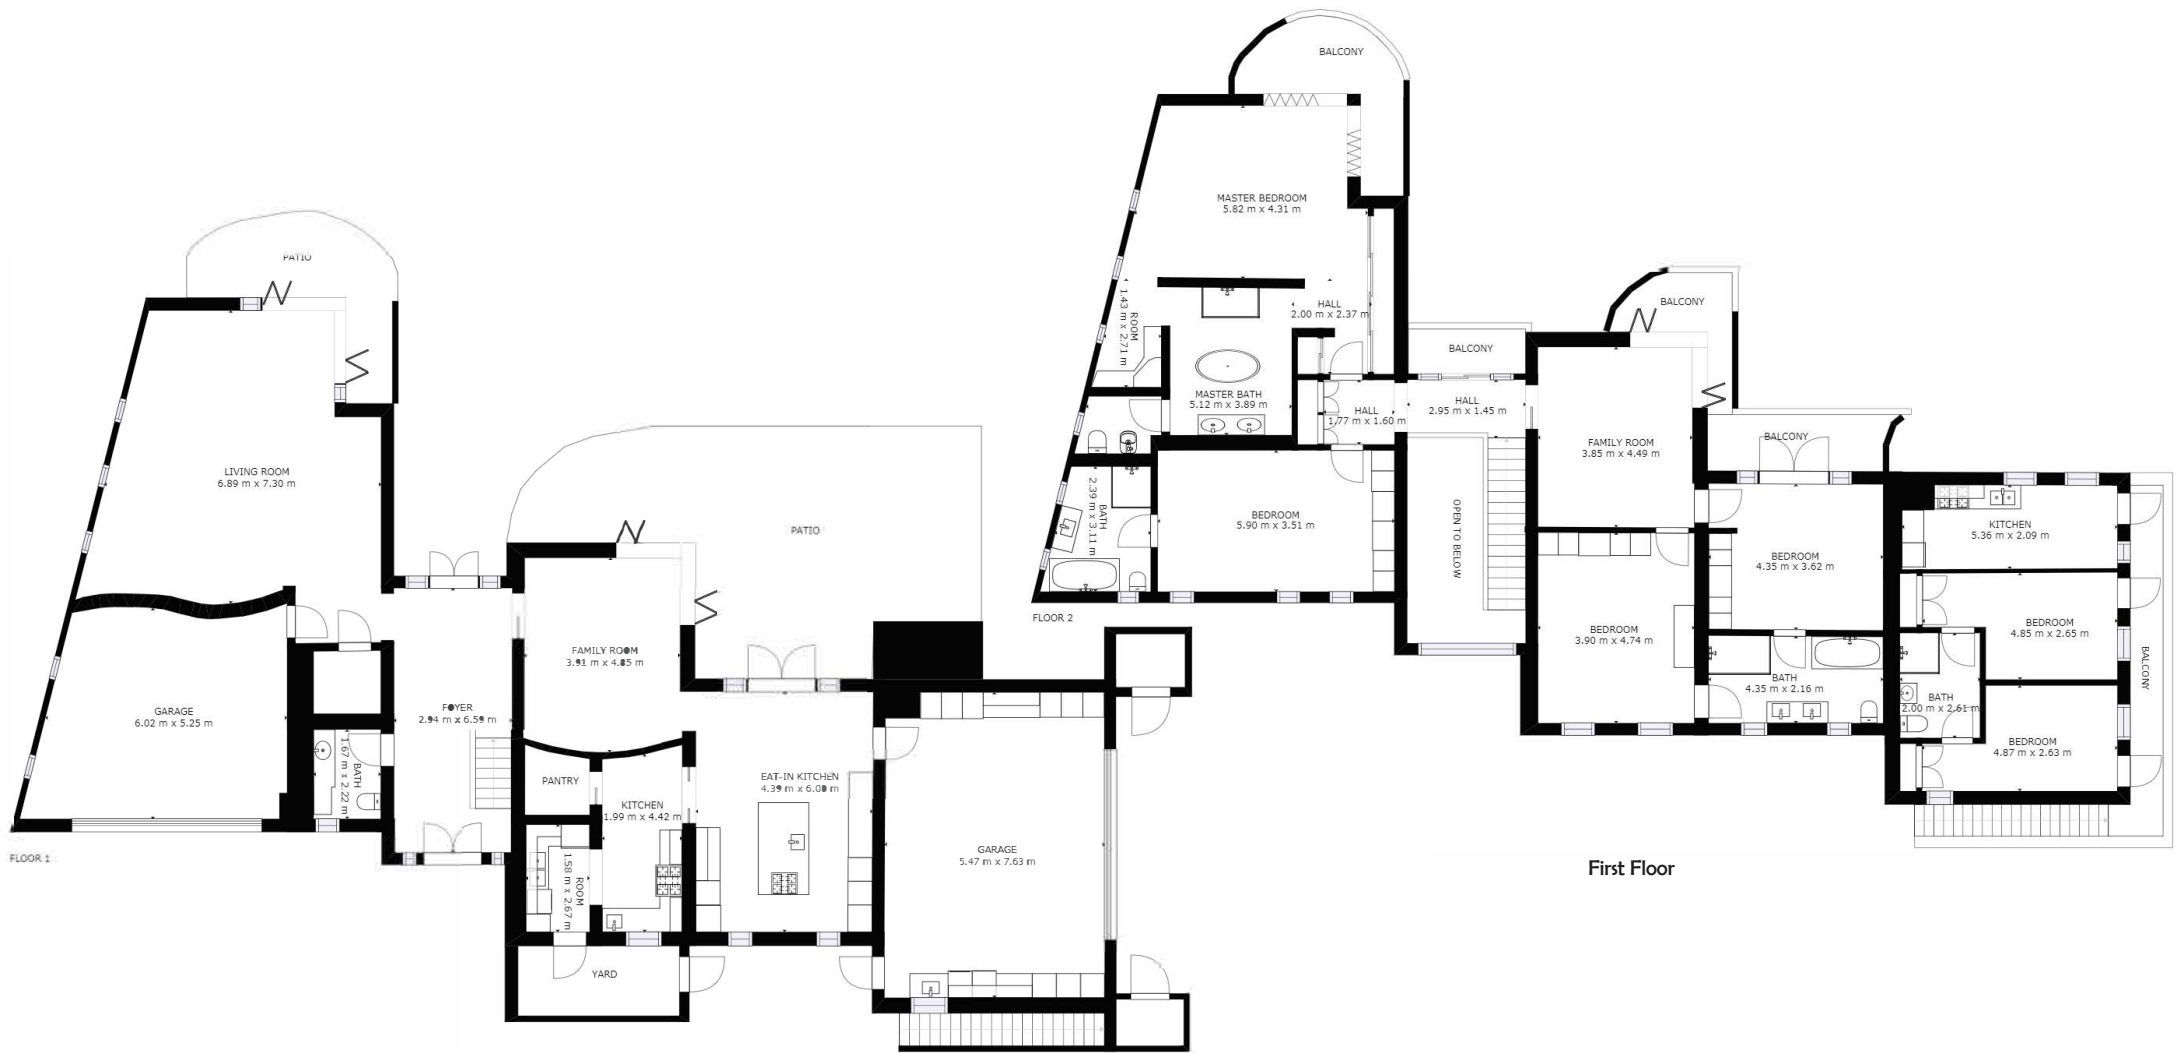 PATIO
LIVING ROOM
6.89 m x 7.30 m
GARAGE
6.02 m x 5.25 m
FLOOR 1
BATH
1.67 m x 2.22 m
FOYER
2.94 m x 6.59 m
PATIO
FAMILY ROOM
3.91 m x 4.85 m
PANTRY
KITCHEN
1.99 m x 4.42 m
EAT-IN KITCHEN
4.39 m x 6.00 m
ROOM
1.58 m x 2.67 m
YARD
GARAGE
5.47 m x 7.63 m
BALCONY
MASTER BEDROOM
5.82 m x 4.31 m
ROOM
1.43 m x 2.71 m
HALL
2.00 m x 2.37 m
MASTER BATH
5.12 m x 3.89 m
HALL
1.77 m x 1.60 m
BALCONY
HALL
2.95 m x 1.45 m
BATH
2.39 m x 3.11 m
BEDROOM
5.90 m x 3.51 m
OPEN TO BELOW
FLOOR 2
BALCONY
FAMILY ROOM
3.85 m x 4.49 m
BALCONY
BEDROOM
4.35 m x 3.62 m
BEDROOM
3.90 m x 4.74 m
BATH
4.35 m x 2.16 m
KITCHEN
5.36 m x 2.09 m
BEDROOM
4.85 m x 2.65 m
BATH
2.00 m x 2.61 m
BEDROOM
4.87 m x 2.63 m
BALCONY
First Floor